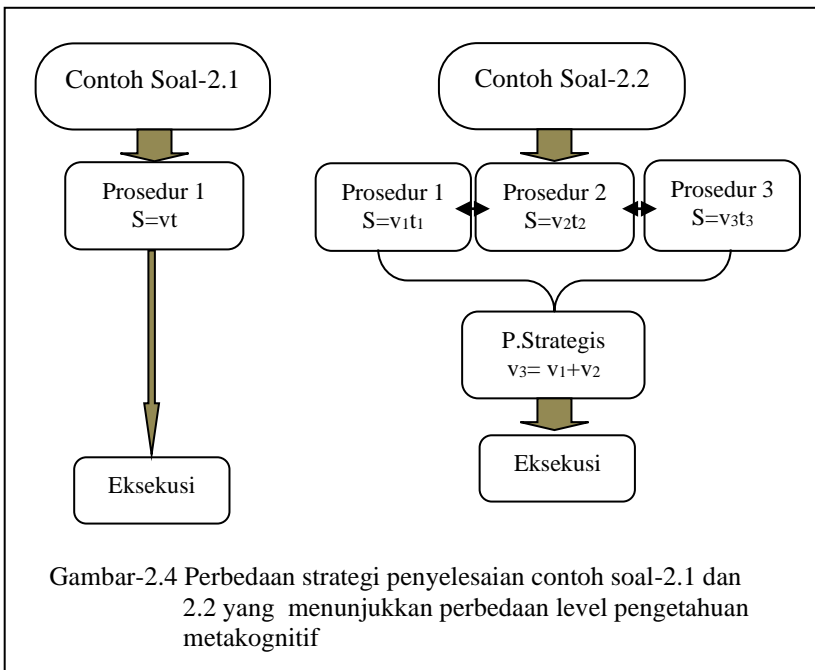 Contoh Soal-2.1
Prosedur 1
S=vt
Eksekusi
Contoh Soal-2.2
Prosedur 1
S=v₁t₁
Prosedur 2
S=v₂t₂
Prosedur 3
S=v₃t₃
P.Strategis
v₃= v₁+v₂
Eksekusi
Gambar-2.4 Perbedaan strategi penyelesaian contoh soal-2.1 dan
2.2 yang menunjukkan perbedaan level pengetahuan
metakognitif